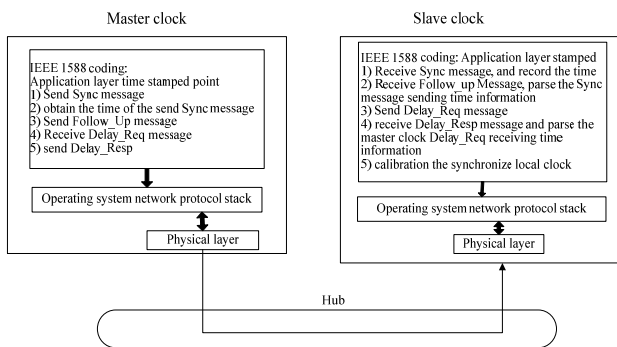 Master clock
IEEE 1588 coding:
Application layer time stamped point
1) Send Sync message
2) obtain the time of the send Sync message
3) Send Follow_Up message
4) Receive Delay_Req message
5) send Delay_Resp
Operating system network protocol stack
Physical layer
Slave clock
IEEE 1588 coding: Application layer stamped
1) Receive Sync message, and record the time
2) Receive Follow_up Message, parse the Sync
message sending time information
3) Send Delay_Req message
4) receive Delay_Resp message and parse the
master clock Delay_Req receiving time
information
5) calibration the synchronize local clock
Operating system network protocol stack
Physical layer
Hub